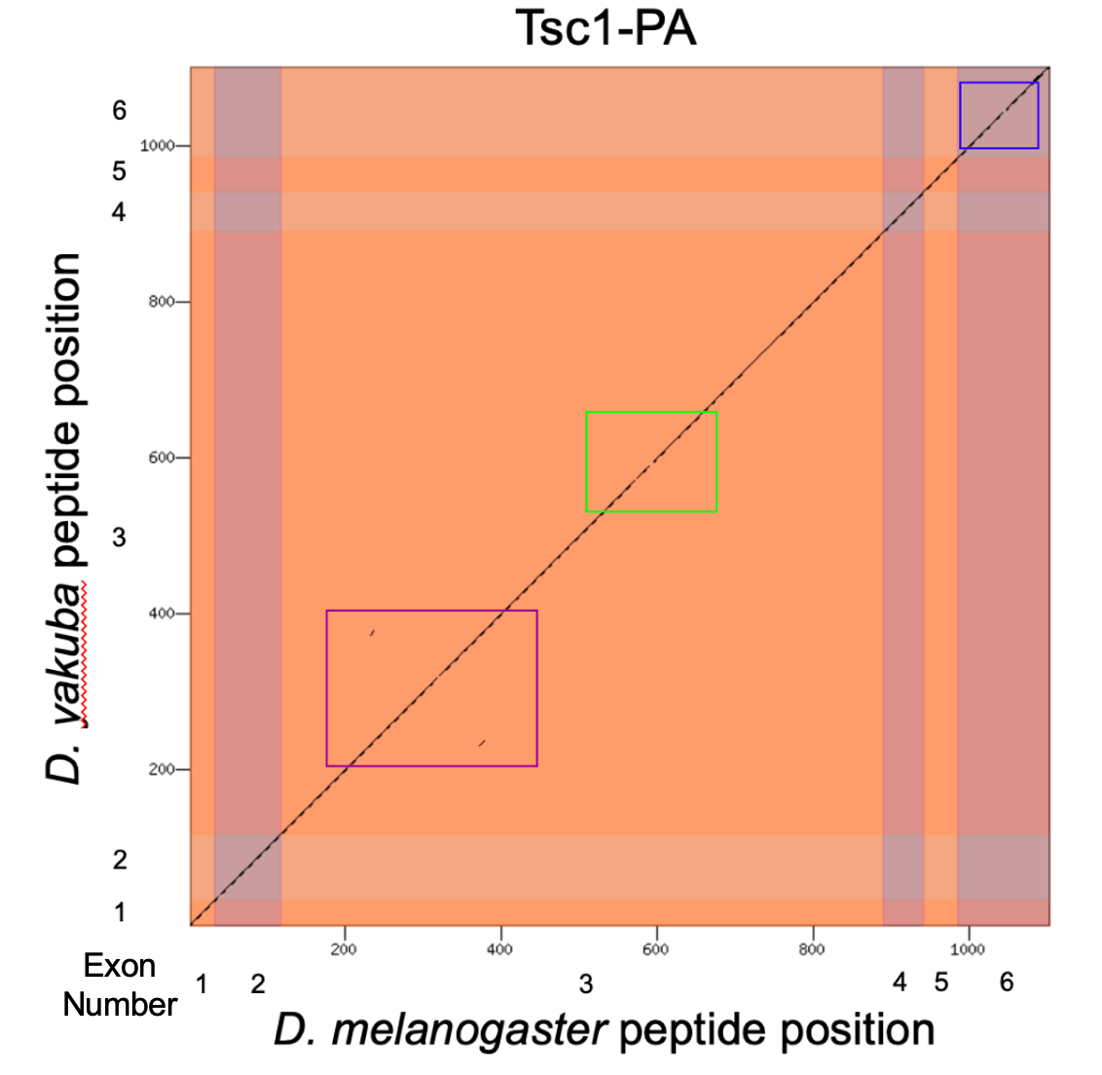 Tsc1-PA
6
1000
5
4
800
D. yakuba peptide position
600
3
400
200
2
1
200 400 600 800 1000
Exon
Number
1 2 3 4 5 6
D. melanogaster peptide position